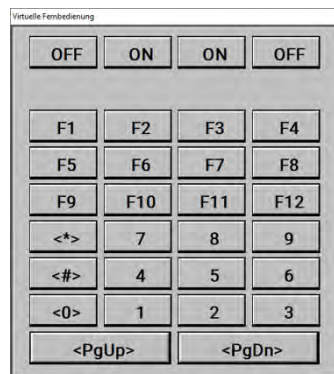 Virtuelle Fernbedienung
OFF ON ON OFF
F1 F2 F3 F4
F5 F6 F7 F8
F9 F10 F11 F12
<*> 7 8 9
<#> 4 5 6
<0> 1 2 3
<PgUp> <PgDn>